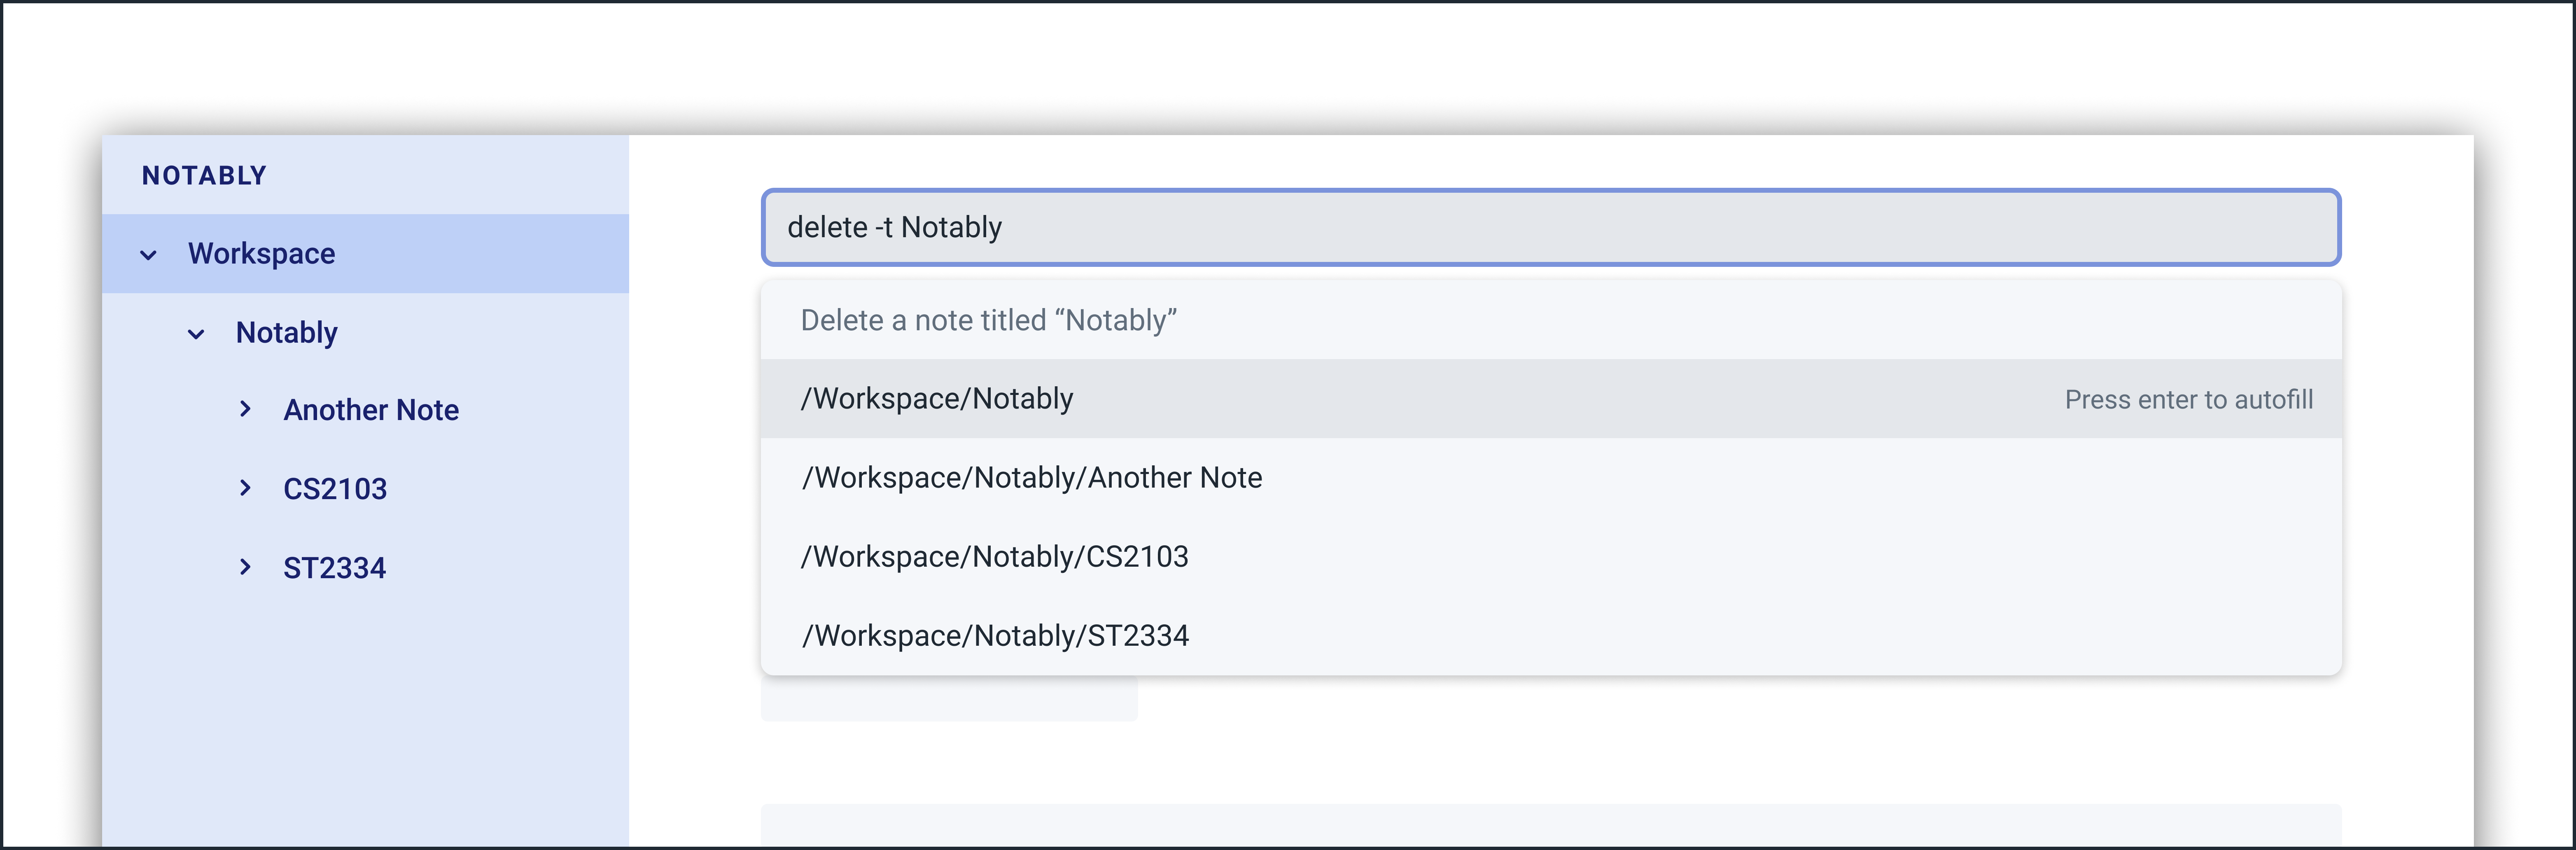 NOTABLY
Workspace
Notably
Another Note
CS2103
ST2334
delete -t Notably
Delete a note titled “Notably”
/Workspace/Notably Press enter to autofill
/Workspace/Notably/Another Note
/Workspace/Notably/CS2103
/Workspace/Notably/ST2334